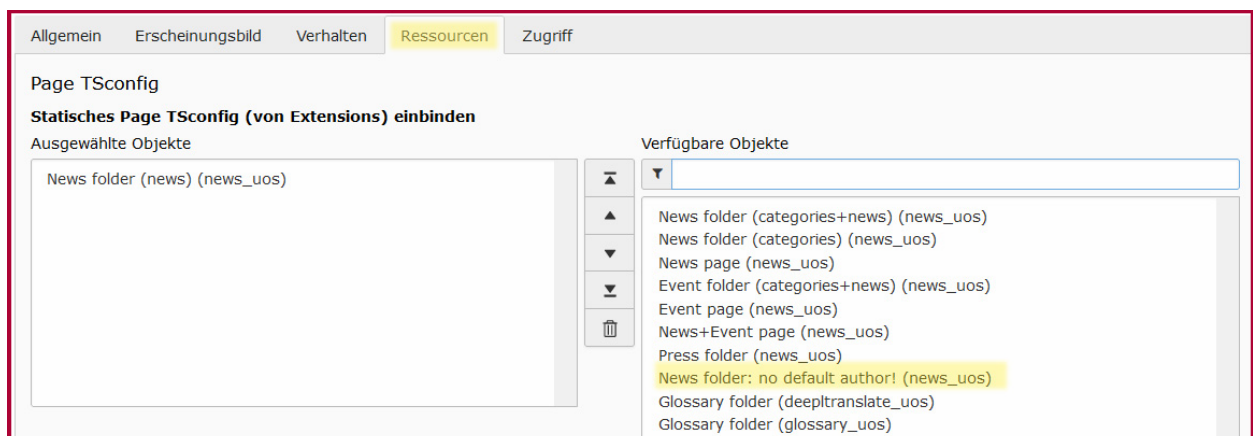 Allgemein Erscheinungsbild Verhalten Ressourcen Zugriff
Page TSconfig
Statisches Page TSconfig (von Extensions) einbinden
Ausgewählte Objekte
News folder (news) (news_uos)
Verfügbare Objekte
News folder (categories+news) (news_uos)
News folder (categories) (news_uos)
News page (news_uos)
Event folder (categories+news) (news_uos)
Event page (news_uos)
News+Event page (news_uos)
Press folder (news_uos)
News folder: no default author! (news_uos)
Glossary folder (deepltranslate_uos)
Glossary folder (glossary_uos)